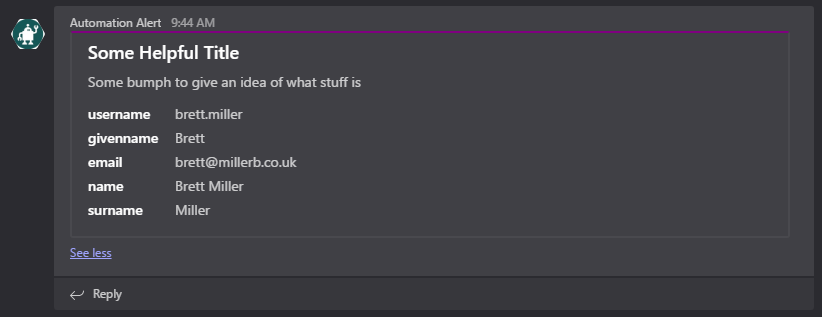 Automation Alert 9:44 AM
Some Helpful Title
Some bumph to give an idea of what stuff is
username brett.miller
givenname Brett
email brett@millerb.co.uk
name Brett Miller
surname Miller
See less
Reply